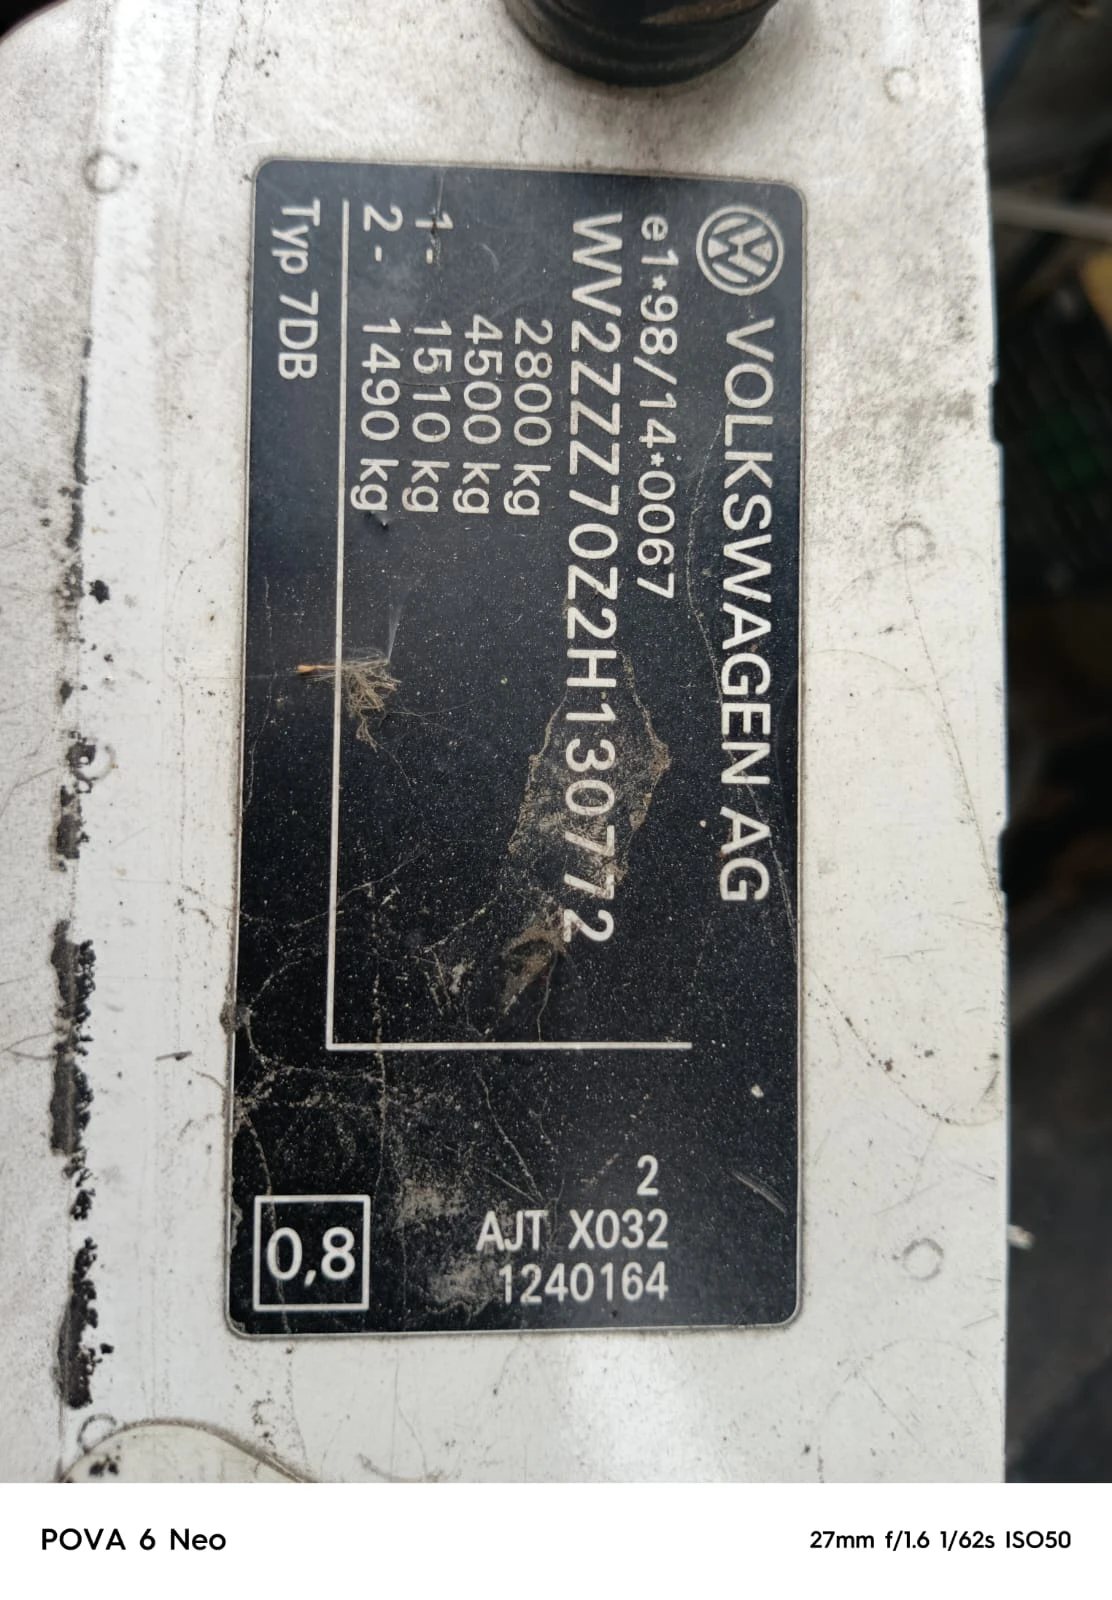 VOLKSWAGEN AG
e1*98/14*0067
WV2ZZZ70Z2H130772
2800 kg
4500 kg
1- 1510 kg
2- 1490 kg
Typ 7DB
2
AJT X032
1240164
0,8
POVA 6 Neo
27mm f/1.6 1/62s ISO50